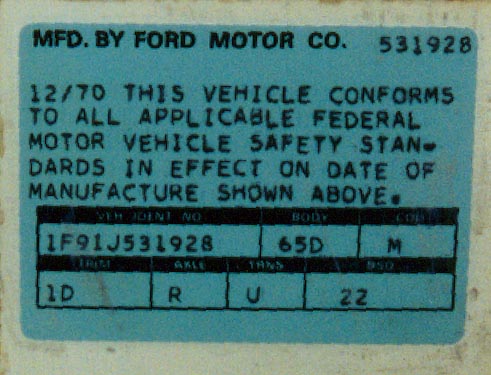 MFD. BY FORD MOTOR CO. 531928
12/70 THIS VEHICLE CONFORMS
TO ALL APPLICABLE FEDERAL
MOTOR VEHICLE SAFETY STAN-
DARDS IN EFFECT ON DATE OF
MANUFACTURE SHOWN ABOVE.
VEH. IDENT. NO. BODY COL
1F91J531928 65D M
TRIM AXLE TRNS DSO
1D R U 22